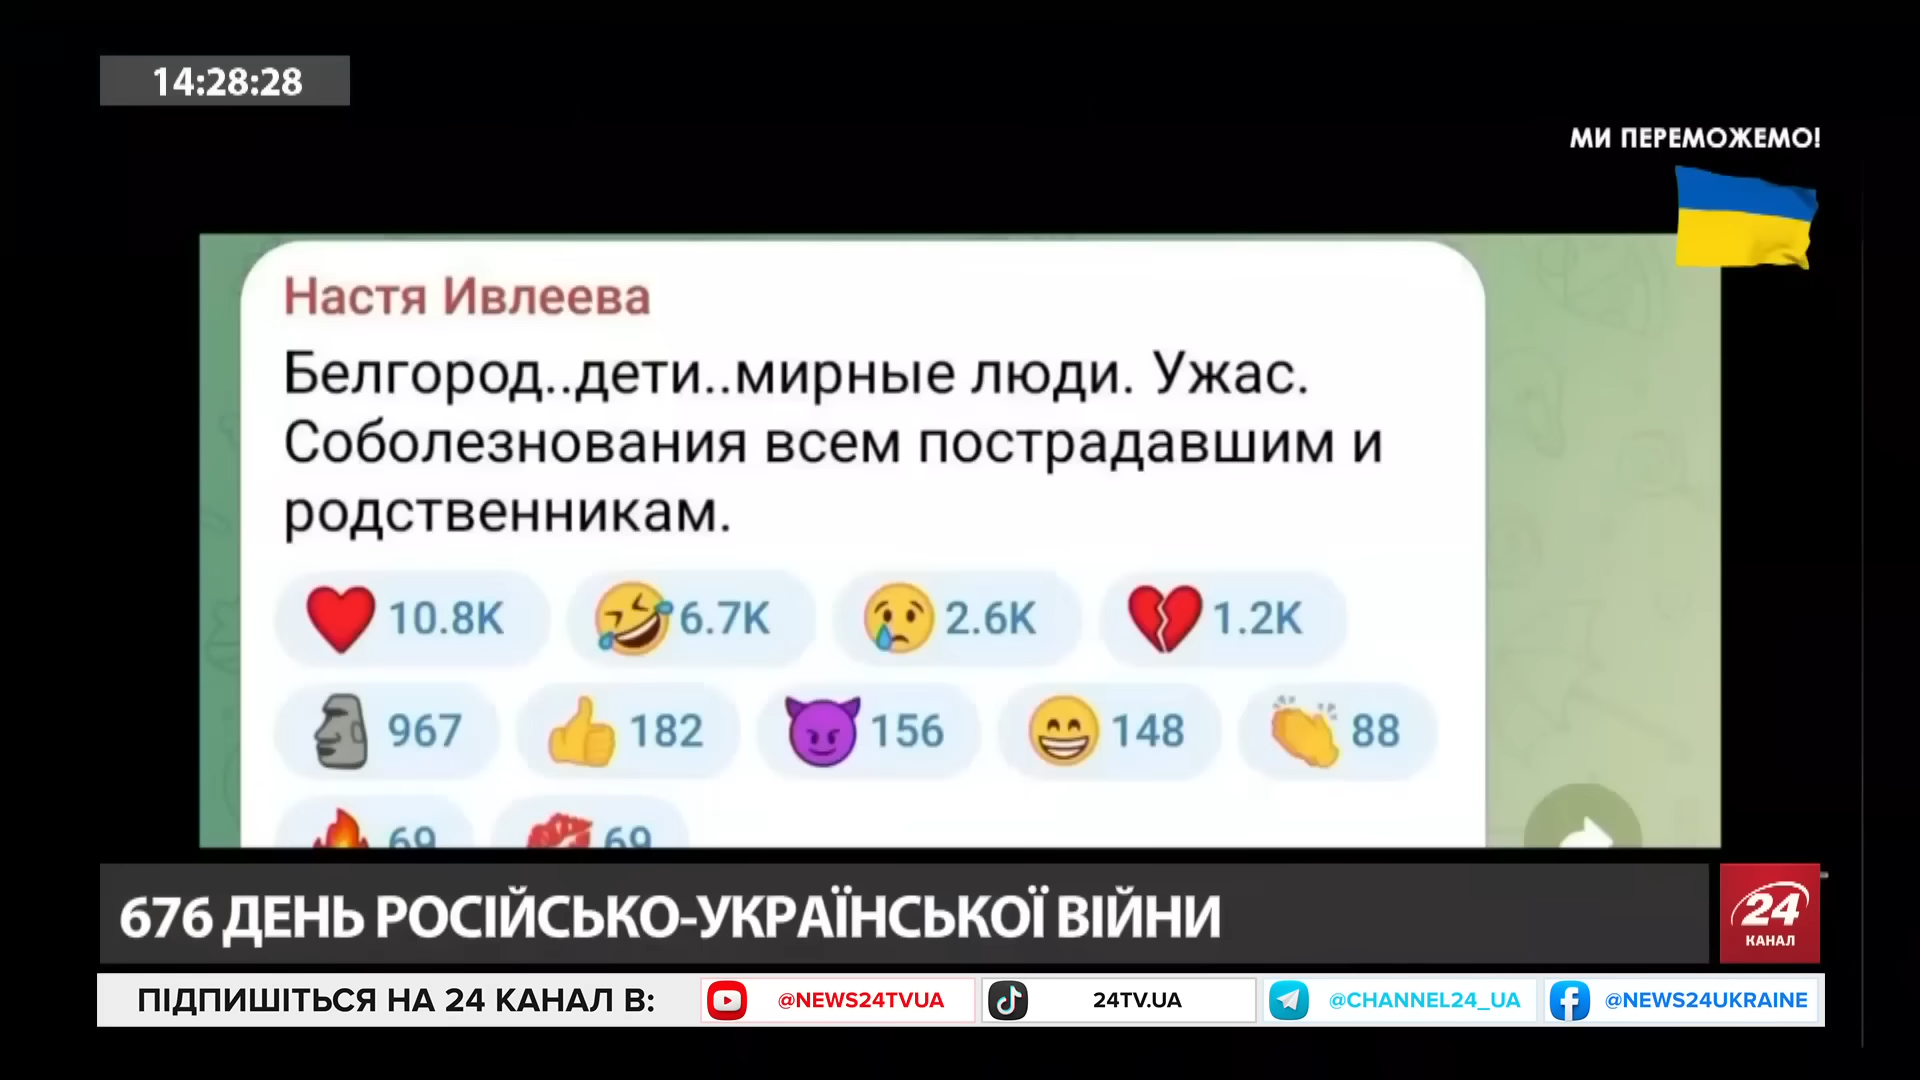 14:28:28
МИ ПЕРЕМОЖЕМО!
Настя Ивлеева
Белгород..дети..мирные люди. Ужас.
Соболезнования всем пострадавшим и
родственникам.
10.8K 6.7K 2.6K 1.2K
967 182 156 148 88
69 69
676 ДЕНЬ РОСІЙСЬКО-УКРАЇНСЬКОЇ ВІЙНИ
24
КАНАЛ
ПІДПИШІТЬСЯ НА 24 КАНАЛ В: @NEWS24TVUA 24TV.UA @CHANNEL24_UA @NEWS24UKRAINE